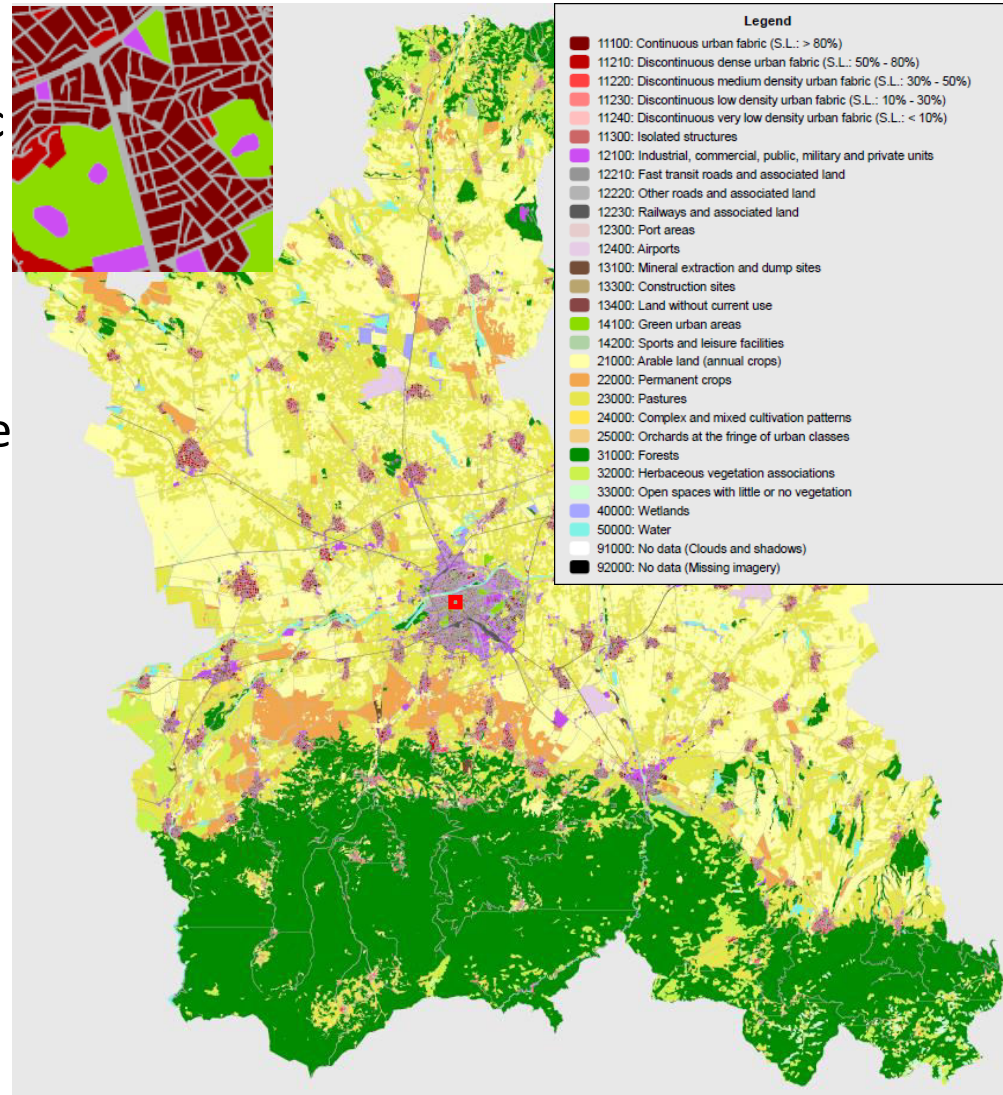 Legend
11100: Continuous urban fabric (S.L.: > 80%)
11210: Discontinuous dense urban fabric (S.L.: 50% - 80%)
11220: Discontinuous medium density urban fabric (S.L.: 30% - 50%)
11230: Discontinuous low density urban fabric (S.L.: 10% - 30%)
11240: Discontinuous very low density urban fabric (S.L.: < 10%)
11300: Isolated structures
12100: Industrial, commercial, public, military and private units
12210: Fast transit roads and associated land
12220: Other roads and associated land
12230: Railways and associated land
12300: Port areas
12400: Airports
13100: Mineral extraction and dump sites
13300: Construction sites
13400: Land without current use
14100: Green urban areas
14200: Sports and leisure facilities
21000: Arable land (annual crops)
22000: Permanent crops
23000: Pastures
24000: Complex and mixed cultivation patterns
25000: Orchards at the fringe of urban classes
31000: Forests
32000: Herbaceous vegetation associations
33000: Open spaces with little or no vegetation
40000: Wetlands
50000: Water
91000: No data (Clouds and shadows)
92000: No data (Missing imagery)
e